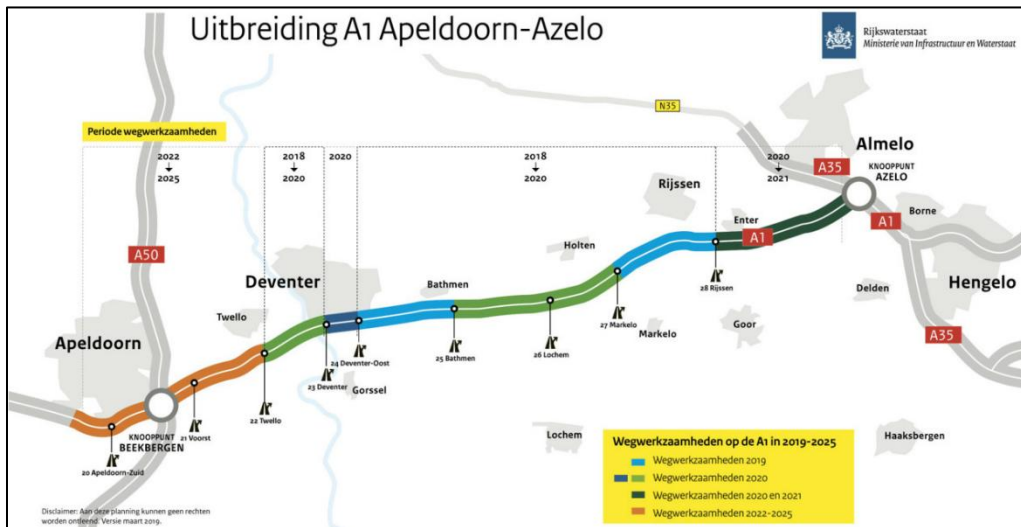 Uitbreiding A1 Apeldoorn-Azelo
Rijkswaterstaat
Ministerie van Infrastructuur en Waterstaat
N35
Periode wegwerkzaamheden
2022
2025
2018
2020
2020
2018
2020
2020
2021
Almelo
A35
KNOOPPUNT
AZELO
Rijssen
Enter
A1
A1
Borne
A50
Holten
Hengelo
Deventer
Bathmen
28 Rijssen
Delden
Twello
27 Markelo
Markelo
Goor
A35
Apeldoorn
24 Deventer-Oost
25 Bathmen
26 Lochem
23 Deventer
Gorssel
22 Twello
21 Voorst
KNOOPPUNT
BEEKBERGEN
20 Apeldoorn-Zuid
Lochem
Haaksbergen
Wegwerkzaamheden op de A1 in 2019-2025
Wegwerkzaamheden 2019
Wegwerkzaamheden 2020
Wegwerkzaamheden 2020 en 2021
Wegwerkzaamheden 2022-2025
Disclaimer: Aan deze planning kunnen geen rechten
worden ontleend. Versie maart 2019.